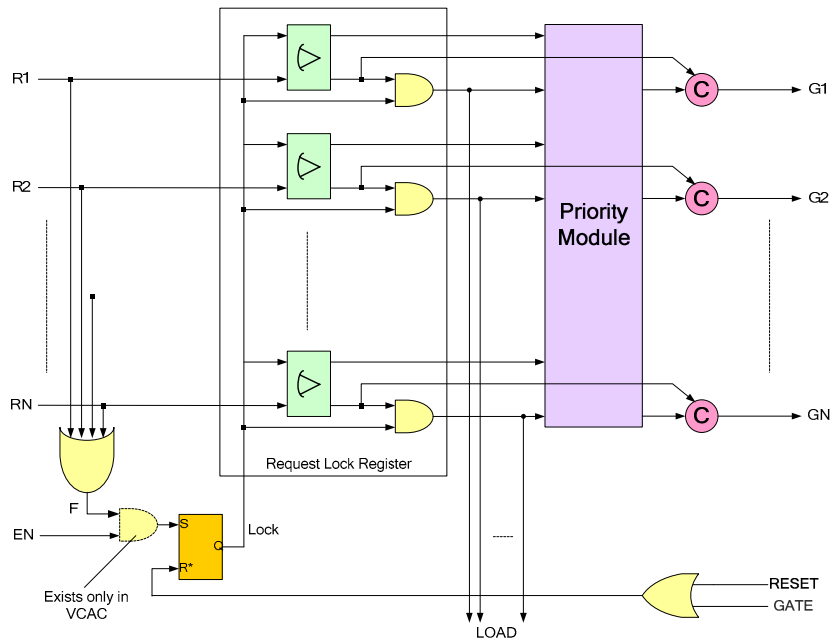 R1
R2
RN
Priority
Module
C
C
C
G1
G2
GN
Request Lock Register
F
EN
S
Q
R*
Lock
Exists only in
VCAC
RESET
GATE
LOAD